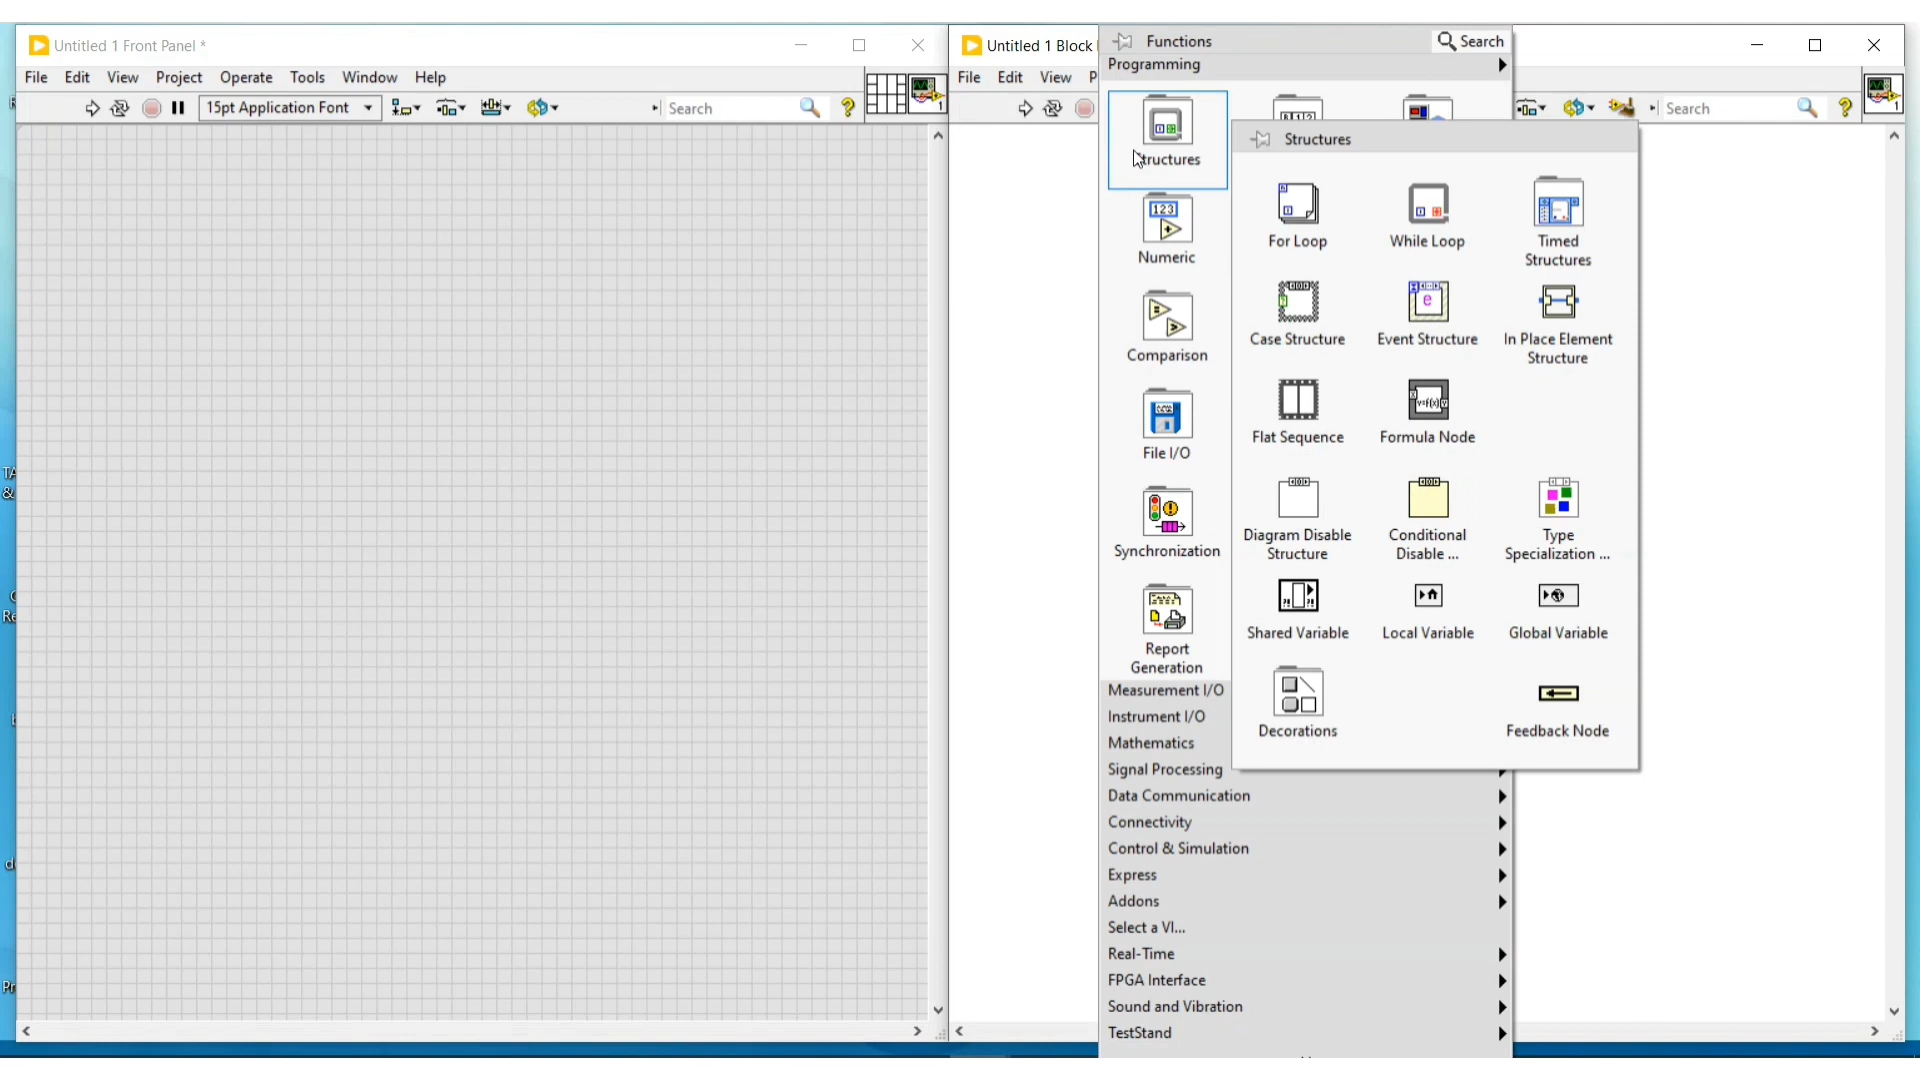 Untitled 1 Front Panel *
File Edit View Project Operate Tools Window Help
15pt Application Font
Search
Untitled 1 Block
File Edit View P
Search
Functions
Search
Programming
Structures
Numeric
Comparison
File I/O
Synchronization
Report
Generation
Measurement I/O
Instrument I/O
Mathematics
Signal Processing
Data Communication
Connectivity
Control & Simulation
Express
Addons
Select a VI...
Real-Time
FPGA Interface
Sound and Vibration
TestStand
Structures
For Loop
While Loop
Timed
Structures
Case Structure
Event Structure
In Place Element
Structure
Flat Sequence
Formula Node
Diagram Disable
Structure
Conditional
Disable ...
Type
Specialization ...
Shared Variable
Local Variable
Global Variable
Decorations
Feedback Node